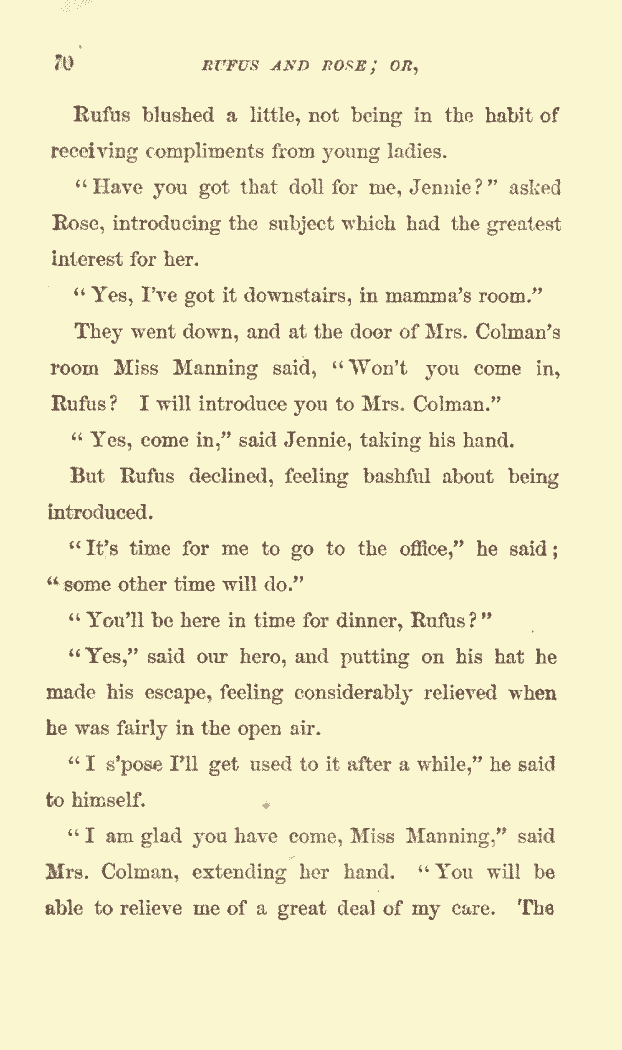 70 RUFUS AND ROSE; OR,
Rufus blushed a little, not being in the habit of
receiving compliments from young ladies.
“Have you got that doll for me, Jennie?” asked
Rose, introducing the subject which had the greatest
interest for her.
“Yes, I’ve got it downstairs, in mamma’s room.”
They went down, and at the door of Mrs. Colman’s
room Miss Manning said, “Won’t you come in,
Rufus? I will introduce you to Mrs. Colman.”
“Yes, come in,” said Jennie, taking his hand.
But Rufus declined, feeling bashful about being
introduced.
“It’s time for me to go to the office,” he said;
“some other time will do.”
“You’ll be here in time for dinner, Rufus?”
“Yes,” said our hero, and putting on his hat he
made his escape, feeling considerably relieved when
he was fairly in the open air.
“I s’pose I’ll get used to it after a while,” he said
to himself.
“I am glad you have come, Miss Manning,” said
Mrs. Colman, extending her hand. “You will be
able to relieve me of a great deal of my care. The